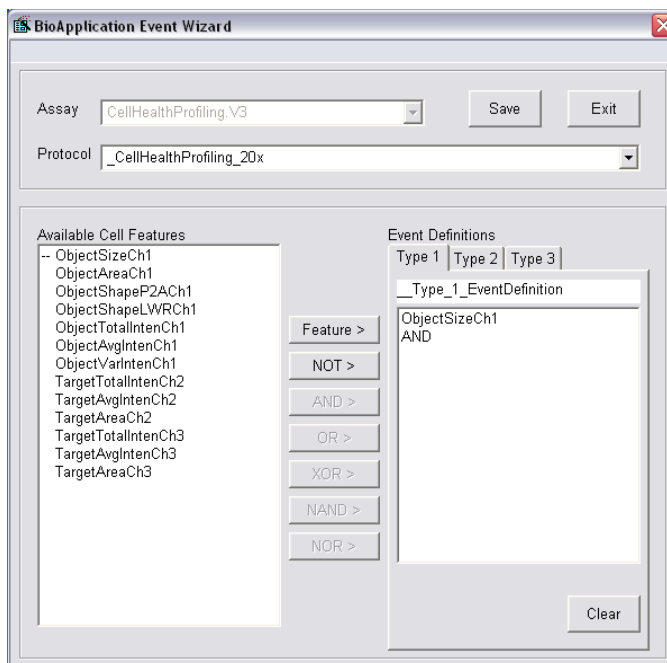 BioApplication Event Wizard
Assay
CellHealthProfiling.V3
Save
Exit
Protocol
_CellHealthProfiling_20x
Available Cell Features
-- ObjectSizeCh1
ObjectAreaCh1
ObjectShapeP2ACh1
ObjectShapeLWRCh1
ObjectTotalIntenCh1
ObjectAvgIntenCh1
ObjectVarIntenCh1
TargetTotalIntenCh2
TargetAvgIntenCh2
TargetAreaCh2
TargetTotalIntenCh3
TargetAvgIntenCh3
TargetAreaCh3
Feature >
NOT >
AND >
OR >
XOR >
NAND >
NOR >
Event Definitions
Type 1 Type 2 Type 3
__Type_1_EventDefinition
ObjectSizeCh1
AND
Clear